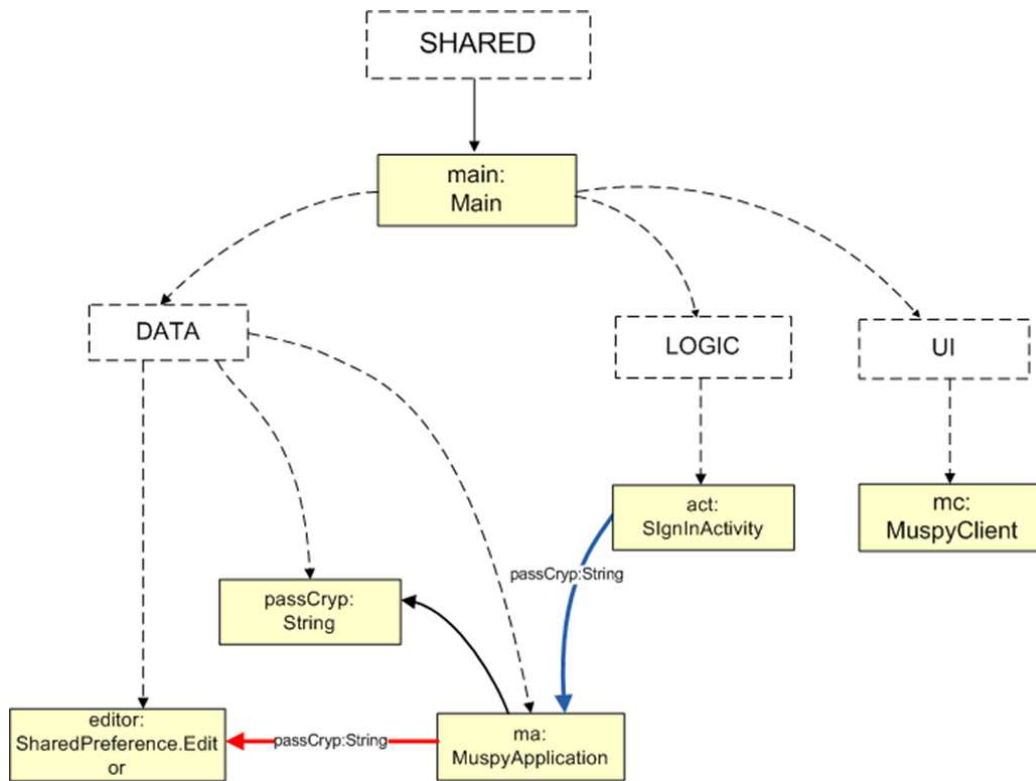 SHARED
main:
Main
DATA
LOGIC
UI
act:
SIgnInActivity
mc:
MuspyClient
passCryp:String
passCryp:
String
editor:
SharedPreference.Edit
or
passCryp:String
ma:
MuspyApplication